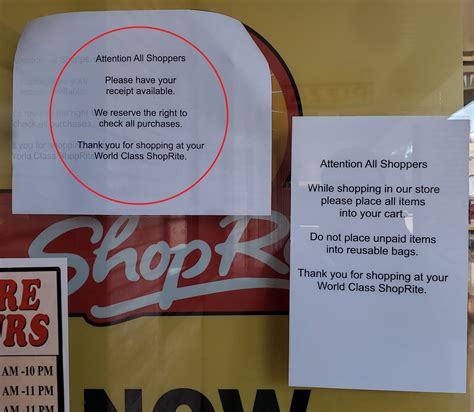 Attention All Shoppers
Please have your
receipt available.
We reserve the right to
check all purchases.
Thank you for shopping at your
World Class ShopRite.
Attention All Shoppers
While shopping in our store
please place all items
into your cart.
Do not place unpaid items
into reusable bags.
Thank you for shopping at your
World Class ShopRite.
ShopRi
RE
URS
AM -10 PM
AM -11 PM
AM -11 PM
NOW